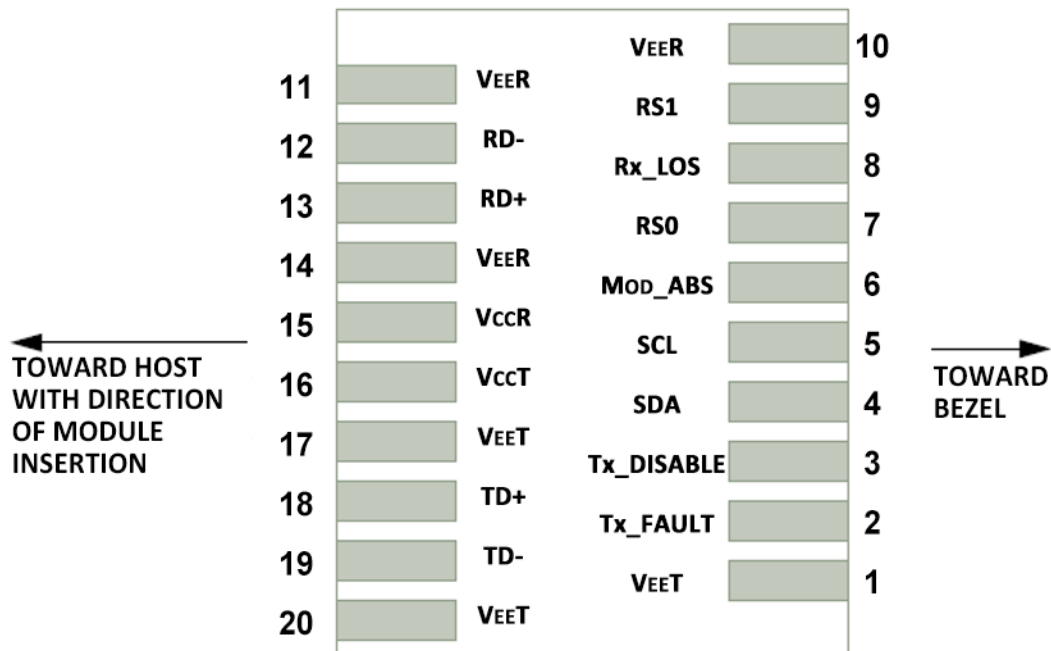 VEER 10
11 VEER
RS1 9
12 RD-
Rx_LOS 8
13 RD+
RS0 7
14 VEER
MOD_ABS 6
15 VCCR
SCL 5
16 VCCT
SDA 4
17 VEET
Tx_DISABLE 3
18 TD+
Tx_FAULT 2
19 TD-
VEET 1
20 VEET
TOWARD HOST
WITH DIRECTION
OF MODULE
INSERTION
TOWARD
BEZEL